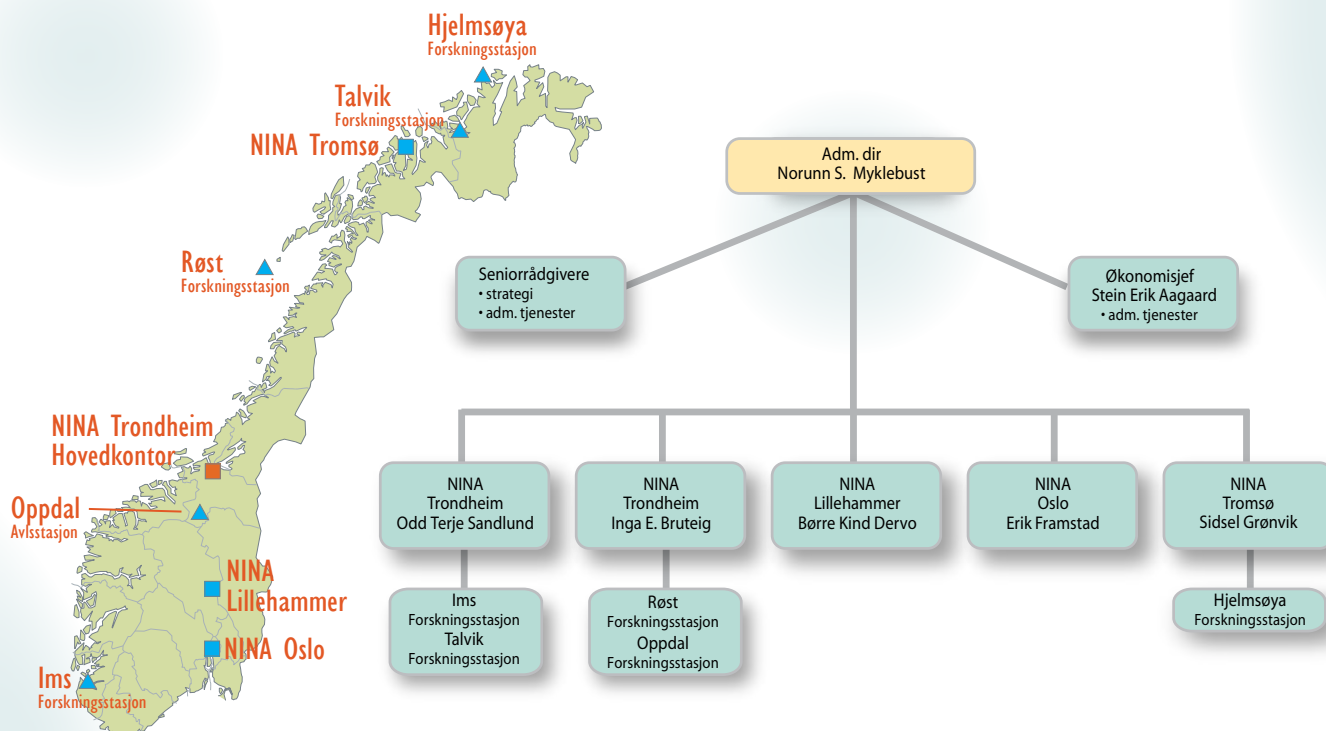 Hjelmsøya
Forskningsstasjon
Talvik
Forskningsstasjon
NINA Tromsø
Røst
Forskningsstasjon
NINA Trondheim
Hovedkontor
Oppdal
Avlsstasjon
NINA
Lillehammer
NINA Oslo
Ims
Forskningsstasjon
Adm. dir
Norunn S. Myklebust
Seniorrådgivere
• strategi
• adm. tjenester
Økonomisjef
Stein Erik Aagaard
• adm. tjenester
NINA
Trondheim
Odd Terje Sandlund
NINA
Trondheim
Inga E. Bruteig
NINA
Lillehammer
Børre Kind Dervo
NINA
Oslo
Erik Framstad
NINA
Tromsø
Sidsel Grønvik
Ims
Forskningsstasjon
Talvik
Forskningsstasjon
Røst
Forskningsstasjon
Oppdal
Forskningsstasjon
Hjelmsøya
Forskningsstasjon